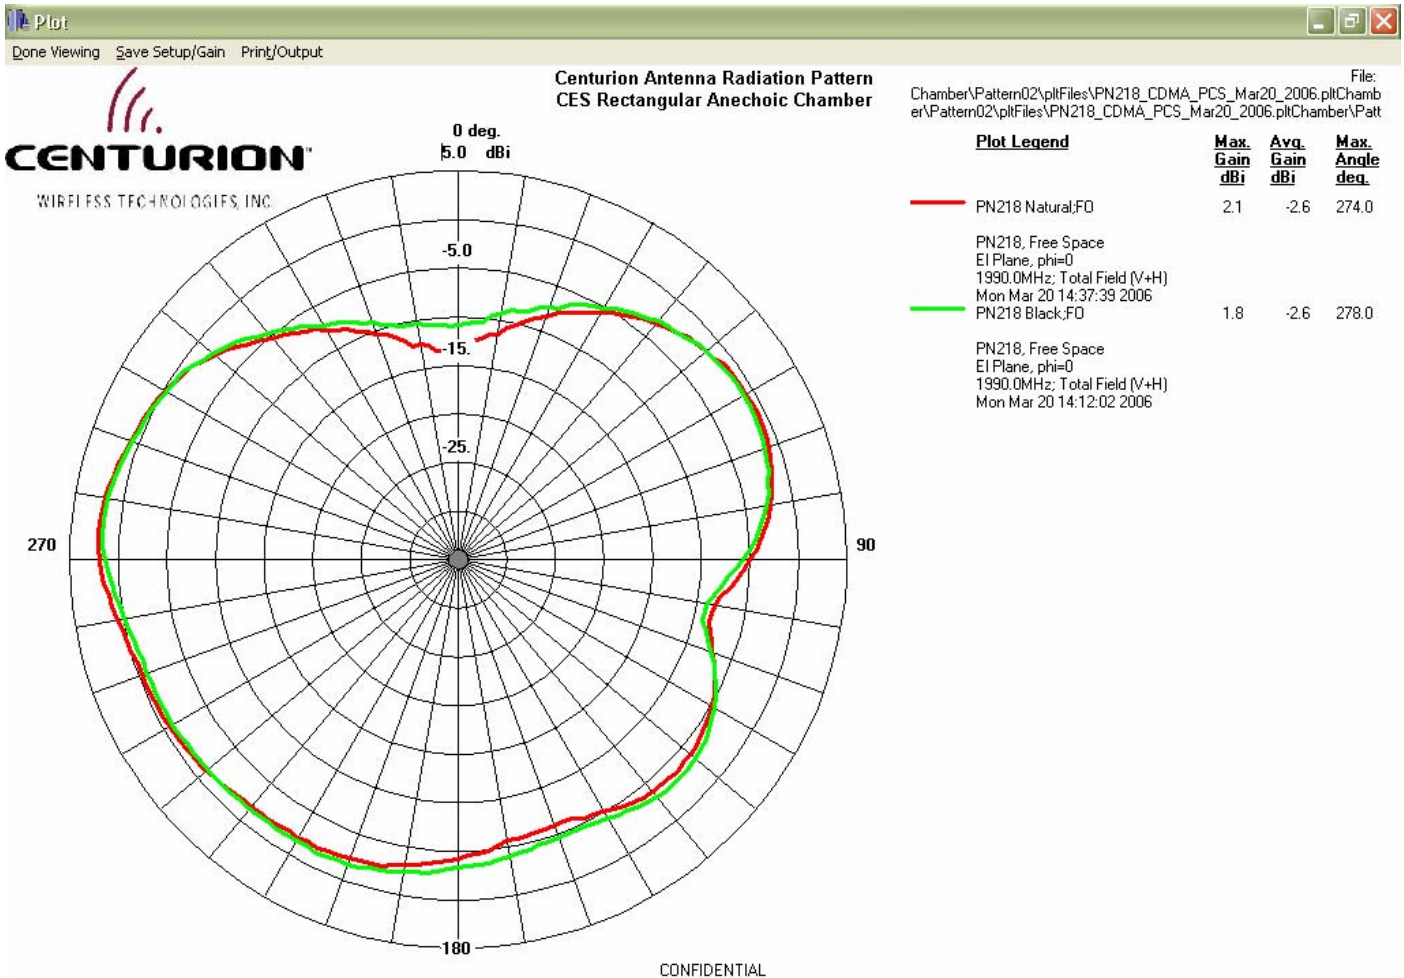 Plot
Done Viewing Save Setup/Gain Print/Output
CENTURION
WIRELESS TECHNOLOGIES, INC.
Centurion Antenna Radiation Pattern
CES Rectangular Anechoic Chamber
File:
Chamber\Pattern02\pltFiles\PN218_CDMA_PCS_Mar20_2006.pltChamb
er\Pattern02\pltFiles\PN218_CDMA_PCS_Mar20_2006.pltChamber\Patt
Plot Legend
Max. Gain dBi
Avg. Gain dBi
Max. Angle deg.
PN218 Natural;FO 2.1 -2.6 274.0
PN218, Free Space
El Plane, phi=0
1990.0MHz; Total Field (V+H)
Mon Mar 20 14:37:39 2006
PN218 Black;FO 1.8 -2.6 278.0
PN218, Free Space
El Plane, phi=0
1990.0MHz; Total Field (V+H)
Mon Mar 20 14:12:02 2006
0 deg.
5.0 dBi
-5.0
-15.
-25.
270
90
180
CONFIDENTIAL